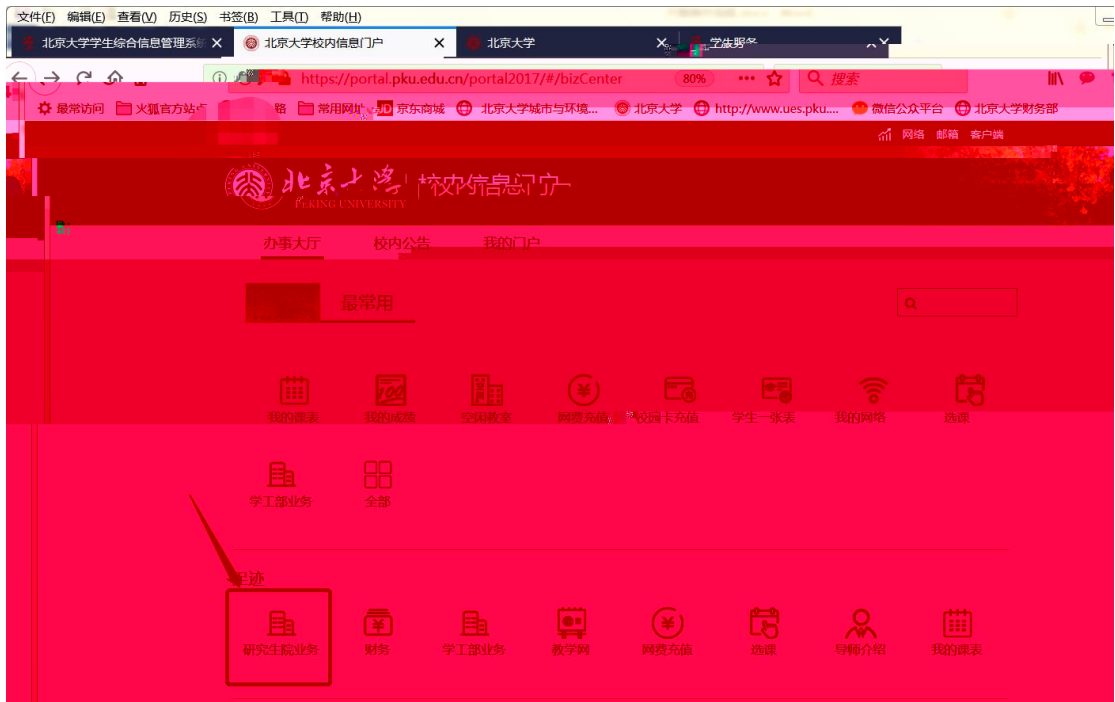 文件(F) 编辑(E) 查看(V) 历史(S) 书签(B) 工具(T) 帮助(H)
北京大学学生综合信息管理系统 北京大学校内信息门户 北京大学 学生服务
https://portal.pku.edu.cn/portal2017/#/bizCenter 80% 搜索
最常访问 火狐官方站点 常用网址 JD 京东商城 北京大学城市与环境... 北京大学 http://www.ues.pku.... 微信公众平台 北京大学财务部
网络 邮箱 客户端
北京大学 校内信息门户
PEKING UNIVERSITY
办事大厅 校内公告 我的门户
最常用
我的课表 我的成绩 空闲教室 网费充值 校园卡充值 学生一张表 我的网络 选课
学工部业务 全部
足迹
研究生院业务 财务 学工部业务 教学网 网费充值 选课 导师介绍 我的课表